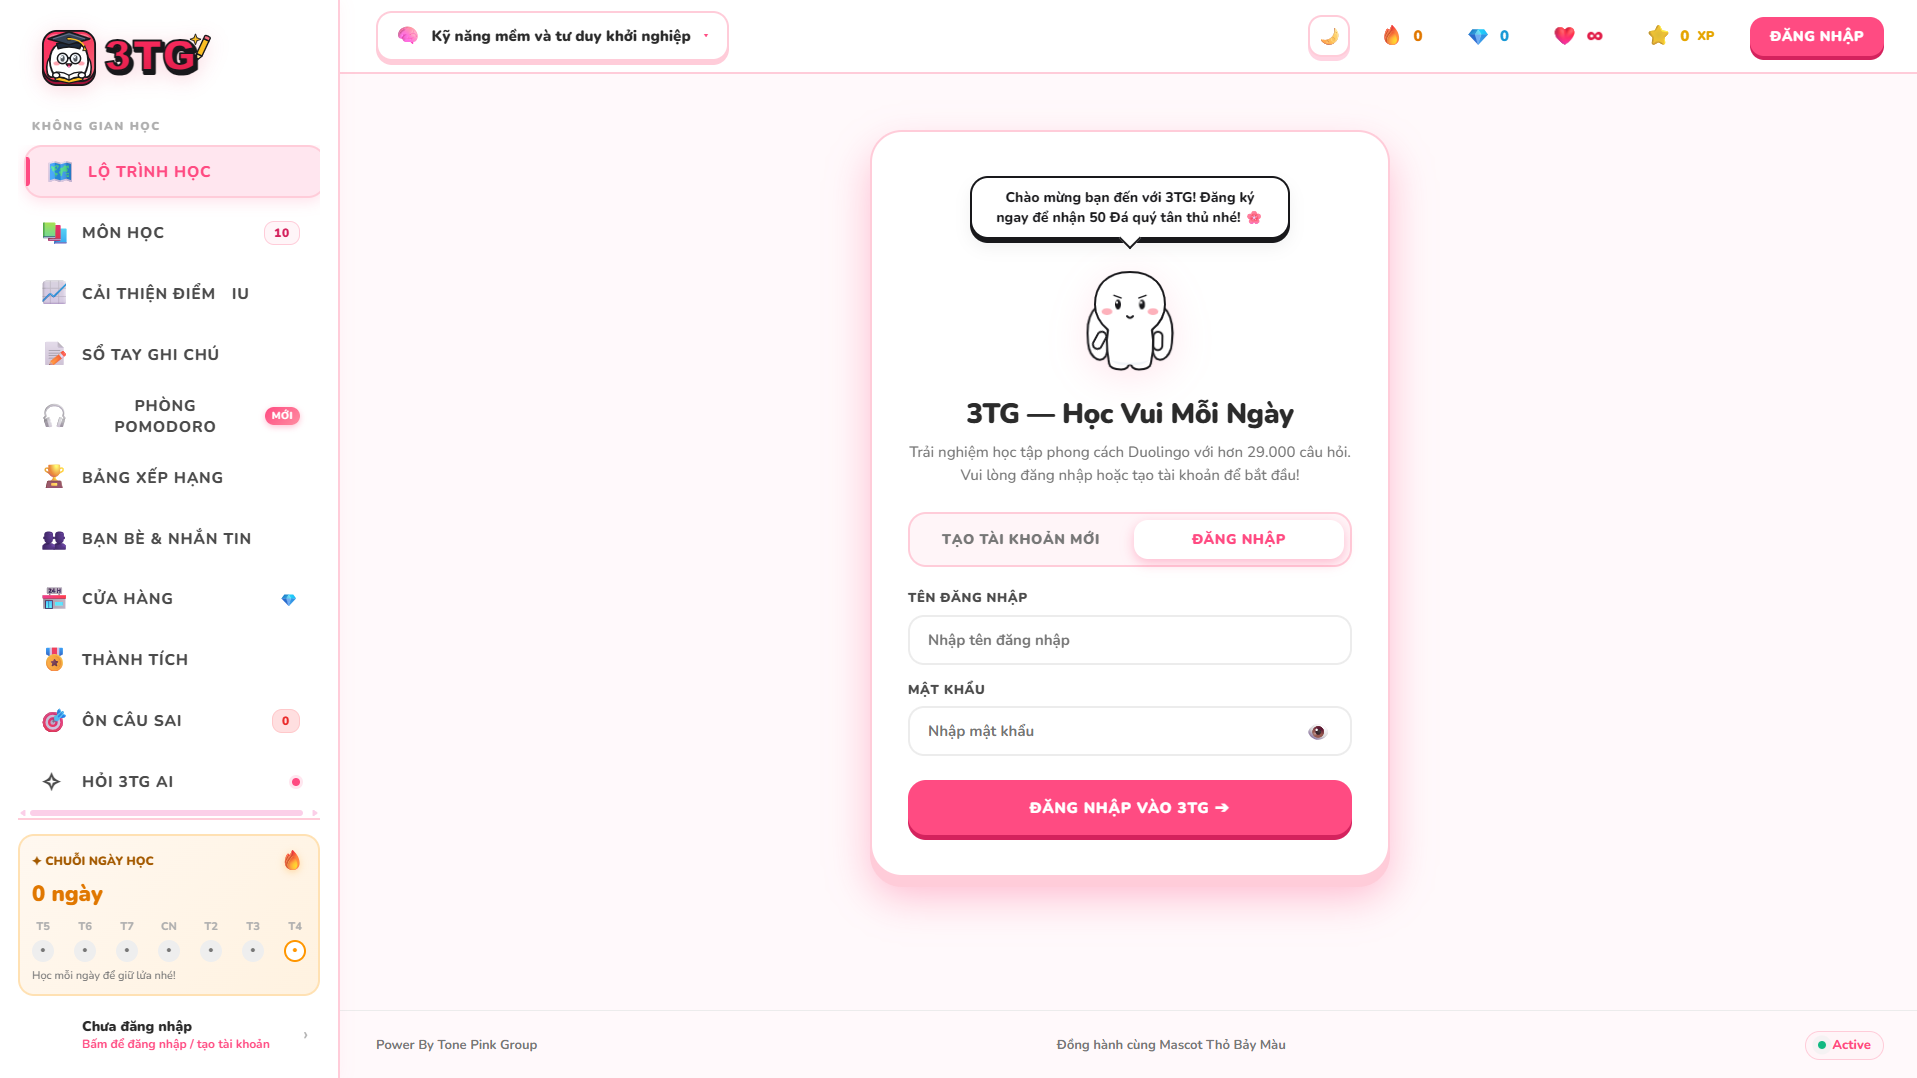 3TG
KHÔNG GIAN HỌC
LỘ TRÌNH HỌC
MÔN HỌC 10
CẢI THIỆN ĐIỂM IU
SỔ TAY GHI CHÚ
PHÒNG
POMODORO
MỚI
BẢNG XẾP HẠNG
BẠN BÈ & NHẮN TIN
CỬA HÀNG
THÀNH TÍCH
ÔN CÂU SAI 0
HỎI 3TG AI
✦ CHUỖI NGÀY HỌC
0 ngày
T5 T6 T7 CN T2 T3 T4
Học mỗi ngày để giữ lửa nhé!
Chưa đăng nhập
Bấm để đăng nhập / tạo tài khoản
Kỹ năng mềm và tư duy khởi nghiệp
0 0 ∞ 0 XP
ĐĂNG NHẬP
Chào mừng bạn đến với 3TG! Đăng ký
ngay để nhận 50 Đá quý tân thủ nhé! 🌸
3TG — Học Vui Mỗi Ngày
Trải nghiệm học tập phong cách Duolingo với hơn 29.000 câu hỏi.
Vui lòng đăng nhập hoặc tạo tài khoản để bắt đầu!
TẠO TÀI KHOẢN MỚI ĐĂNG NHẬP
TÊN ĐĂNG NHẬP
Nhập tên đăng nhập
MẬT KHẨU
Nhập mật khẩu
ĐĂNG NHẬP VÀO 3TG ➔
Power By Tone Pink Group
Đồng hành cùng Mascot Thỏ Bảy Màu
Active